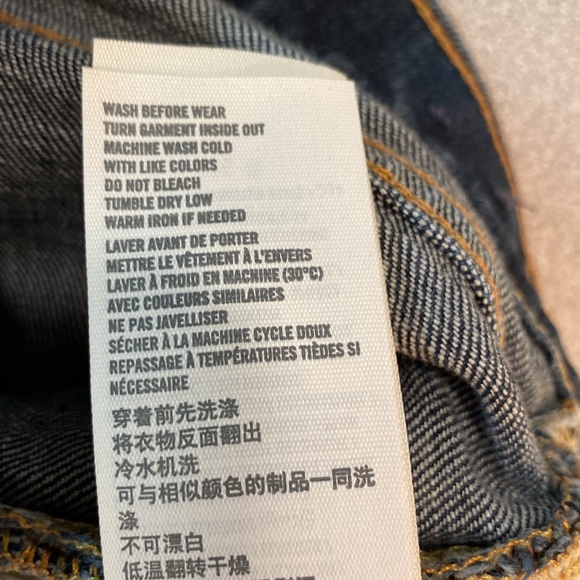 WASH BEFORE WEAR
TURN GARMENT INSIDE OUT
MACHINE WASH COLD
WITH LIKE COLORS
DO NOT BLEACH
TUMBLE DRY LOW
WARM IRON IF NEEDED
LAVER AVANT DE PORTER
METTRE LE VÊTEMENT À L'ENVERS
LAVER À FROID EN MACHINE (30°C)
AVEC COULEURS SIMILAIRES
NE PAS JAVELLISER
SÉCHER À LA MACHINE CYCLE DOUX
REPASSAGE À TEMPÉRATURES TIÈDES SI
NÉCESSAIRE
穿着前先洗涤
将衣物反面翻出
冷水机洗
可与相似颜色的制品一同洗
涤
不可漂白
低温翻转干燥